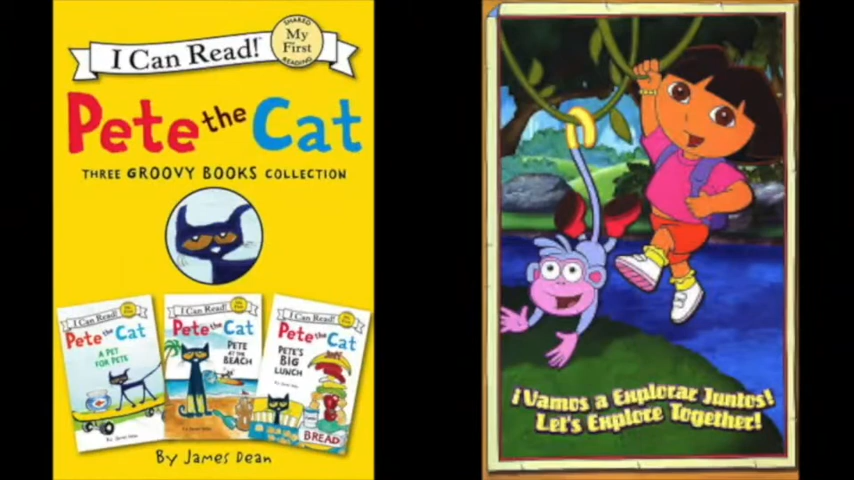 I Can Read!
SHARED
My
First
READING
Pete the Cat
THREE GROOVY BOOKS COLLECTION
I Can Read!
Pete the Cat
A PET
FOR PETE
I Can Read!
Pete the Cat
PETE
AT THE
BEACH
I Can Read!
Pete the Cat
PETE'S
BIG
LUNCH
BREAD
By James Dean
¡Vamos a Explorar Juntos!
Let's Explore Together!